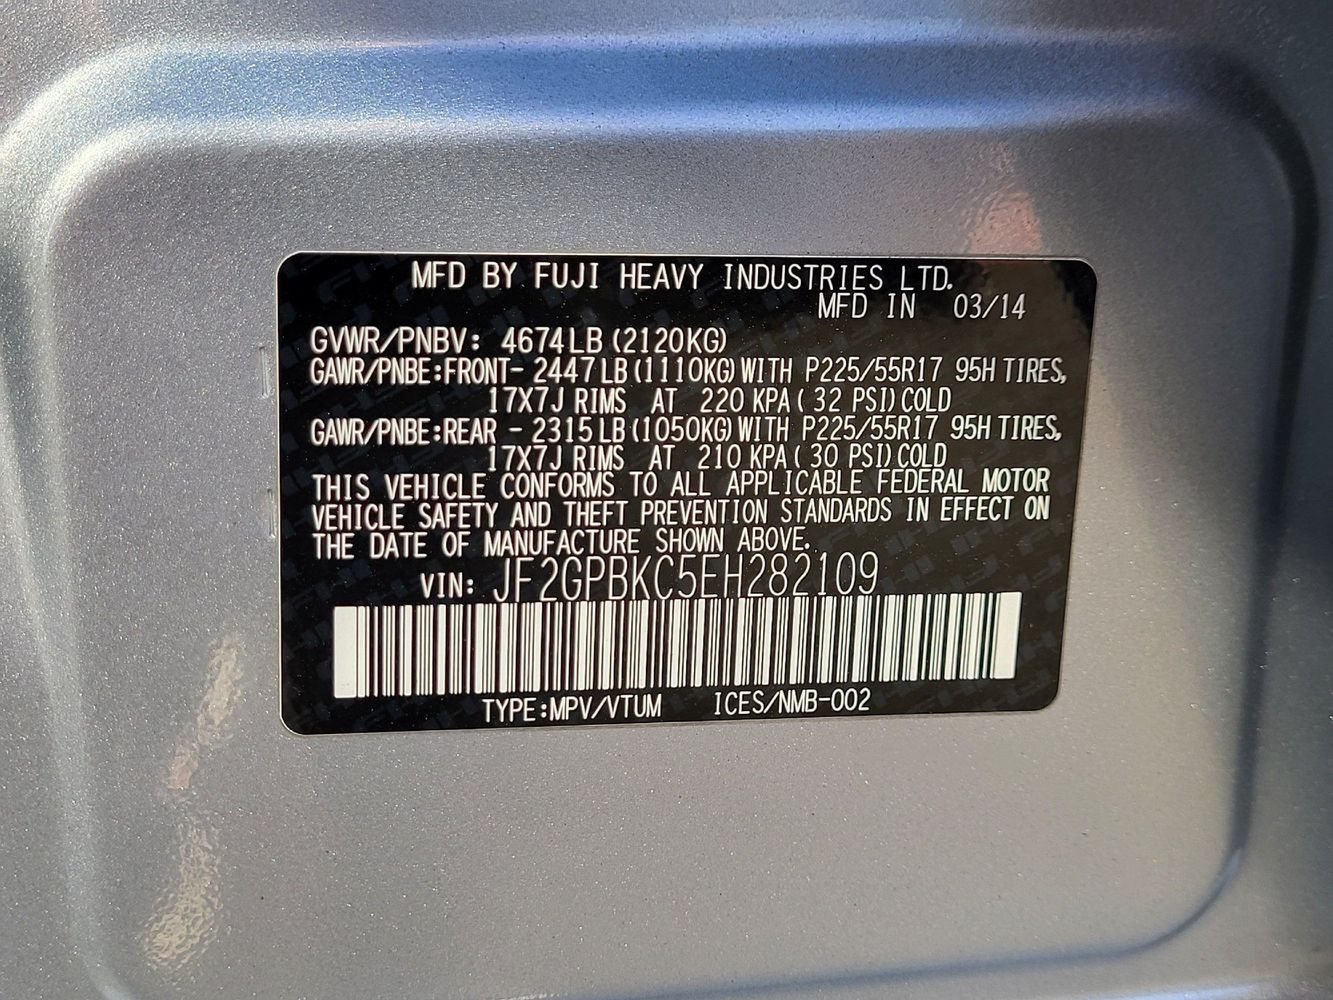 MFD BY FUJI HEAVY INDUSTRIES LTD.
MFD IN 03/14
GVWR/PNBV: 4674LB (2120KG)
GAWR/PNBE:FRONT- 2447LB(1110KG)WITH P225/55R17 95H TIRES,
17X7J RIMS AT 220 KPA( 32 PSI)COLD
GAWR/PNBE:REAR - 2315LB(1050KG)WITH P225/55R17 95H TIRES,
17X7J RIMS AT 210 KPA( 30 PSI)COLD
THIS VEHICLE CONFORMS TO ALL APPLICABLE FEDERAL MOTOR
VEHICLE SAFETY AND THEFT PREVENTION STANDARDS IN EFFECT ON
THE DATE OF MANUFACTURE SHOWN ABOVE.
VIN: JF2GPBKC5EH282109
TYPE:MPV/VTUM ICES/NMB-002